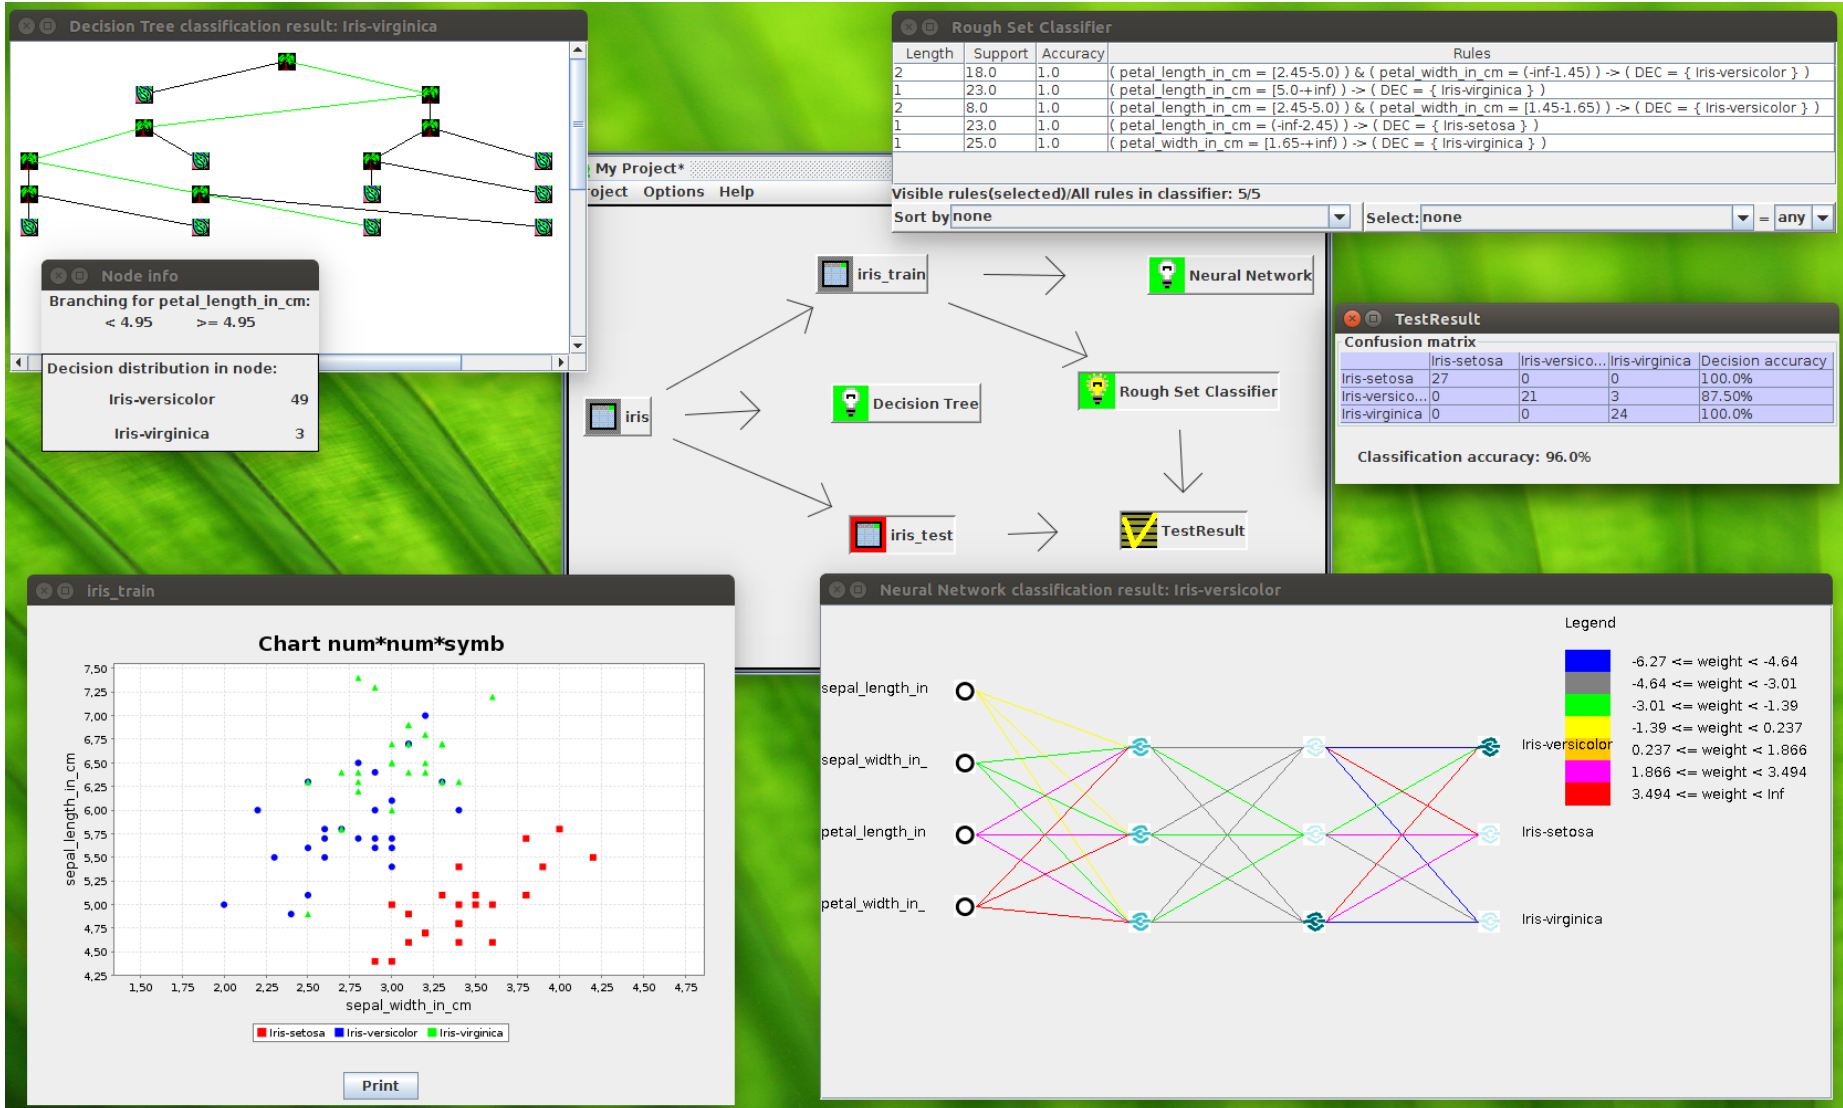 Decision Tree classification result: Iris-virginica
Node info
Branching for petal_length_in_cm:
< 4.95 >= 4.95
Decision distribution in node:
Iris-versicolor 49
Iris-virginica 3
My Project*
oject Options Help
iris_train
Neural Network
Rough Set Classifier
Decision Tree
iris
iris_test
TestResult
Rough Set Classifier
Length Support Accuracy Rules
2 18.0 1.0 ( petal_length_in_cm = [2.45-5.0) ) & ( petal_width_in_cm = (-inf-1.45) ) -> ( DEC = { Iris-versicolor } )
1 23.0 1.0 ( petal_length_in_cm = [5.0-+inf) ) -> ( DEC = { Iris-virginica } )
2 8.0 1.0 ( petal_length_in_cm = [2.45-5.0) ) & ( petal_width_in_cm = [1.45-1.65) ) -> ( DEC = { Iris-versicolor } )
1 23.0 1.0 ( petal_length_in_cm = (-inf-2.45) ) -> ( DEC = { Iris-setosa } )
1 25.0 1.0 ( petal_width_in_cm = [1.65-+inf) ) -> ( DEC = { Iris-virginica } )
Visible rules(selected)/All rules in classifier: 5/5
Sort by none Select: none = any
TestResult
Confusion matrix
Iris-setosa Iris-versico... Iris-virginica Decision accuracy
Iris-setosa 27 0 0 100.0%
Iris-versico... 0 21 3 87.50%
Iris-virginica 0 0 24 100.0%
Classification accuracy: 96.0%
iris_train
Chart num*num*symb
sepal_length_in_cm
7,50
7,25
7,00
6,75
6,50
6,25
6,00
5,75
5,50
5,25
5,00
4,75
4,50
4,25
1,50 1,75 2,00 2,25 2,50 2,75 3,00 3,25 3,50 3,75 4,00 4,25 4,50 4,75
sepal_width_in_cm
Iris-setosa Iris-versicolor Iris-virginica
Print
Neural Network classification result: Iris-versicolor
sepal_length_in
sepal_width_in_
petal_length_in
petal_width_in_
Iris-versicolor
Iris-setosa
Iris-virginica
Legend
-6.27 <= weight < -4.64
-4.64 <= weight < -3.01
-3.01 <= weight < -1.39
-1.39 <= weight < 0.237
0.237 <= weight < 1.866
1.866 <= weight < 3.494
3.494 <= weight < Inf